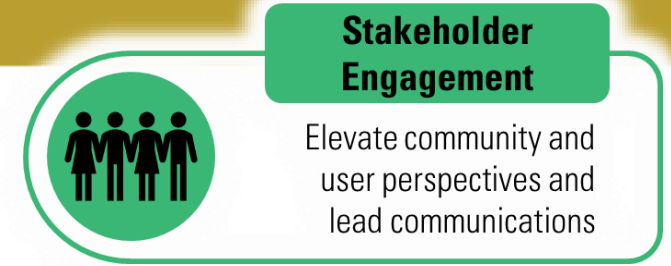 Stakeholder
Engagement
Elevate community and
user perspectives and
lead communications